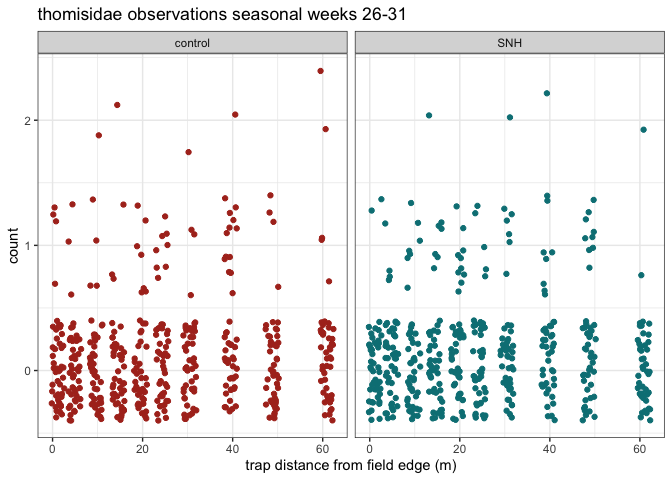 thomisidae observations seasonal weeks 26-31
control SNH
2
1
0
count
0 20 40 60 0 20 40 60
trap distance from field edge (m)